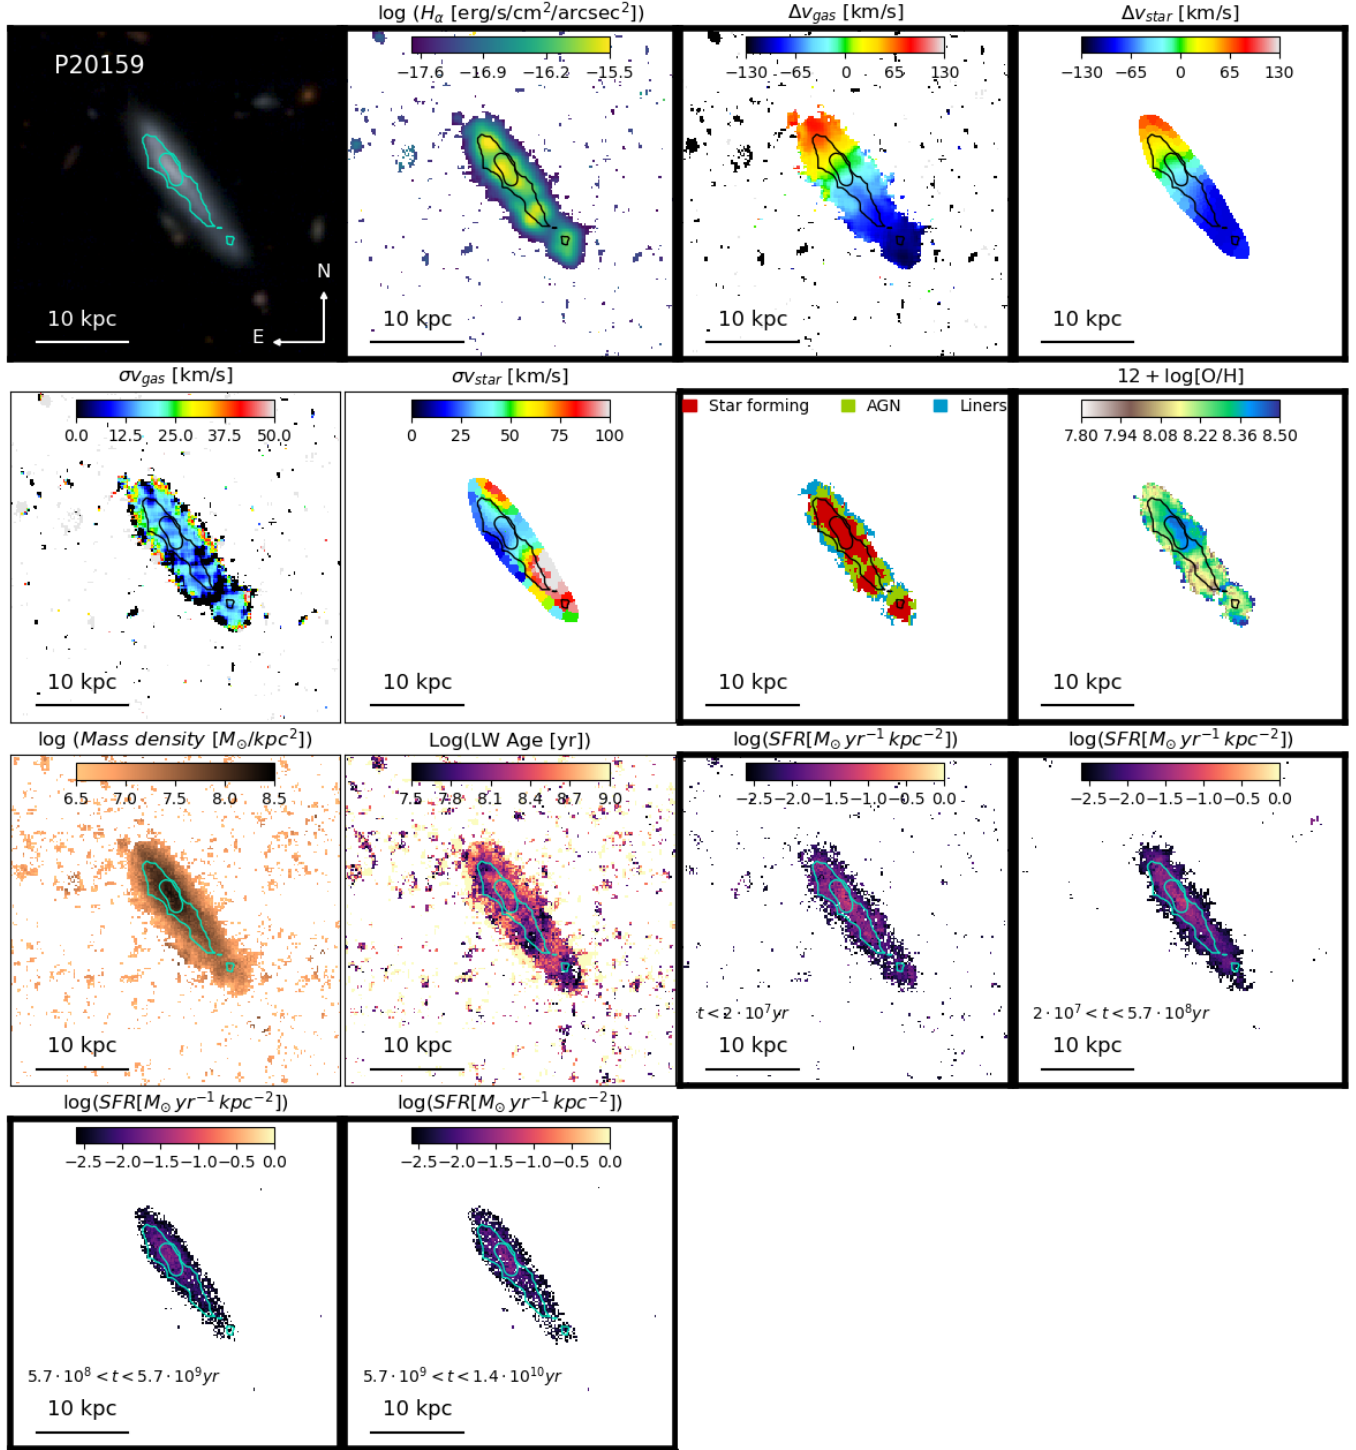 log (Hα [erg/s/cm²/arcsec²])
Δv_gas [km/s]
Δv_star [km/s]
P20159
−17.6 −16.9 −16.2 −15.5
−130 −65 0 65 130
−130 −65 0 65 130
N
E
10 kpc
10 kpc
10 kpc
10 kpc
σv_gas [km/s]
σv_star [km/s]
12 + log[O/H]
Star forming AGN Liners
0.0 12.5 25.0 37.5 50.0
0 25 50 75 100
7.80 7.94 8.08 8.22 8.36 8.50
10 kpc
10 kpc
10 kpc
10 kpc
log (Mass density [M⊙/kpc²])
Log(LW Age [yr])
log(SFR[M⊙ yr⁻¹ kpc⁻²])
log(SFR[M⊙ yr⁻¹ kpc⁻²])
6.5 7.0 7.5 8.0 8.5
7.5 7.8 8.1 8.4 8.7 9.0
−2.5 −2.0 −1.5 −1.0 −0.5 0.0
−2.5 −2.0 −1.5 −1.0 −0.5 0.0
t < 2 · 10⁷yr
2 · 10⁷ < t < 5.7 · 10⁸yr
10 kpc
10 kpc
10 kpc
10 kpc
log(SFR[M⊙ yr⁻¹ kpc⁻²])
log(SFR[M⊙ yr⁻¹ kpc⁻²])
−2.5 −2.0 −1.5 −1.0 −0.5 0.0
−2.5 −2.0 −1.5 −1.0 −0.5 0.0
5.7 · 10⁸ < t < 5.7 · 10⁹yr
5.7 · 10⁹ < t < 1.4 · 10¹⁰yr
10 kpc
10 kpc